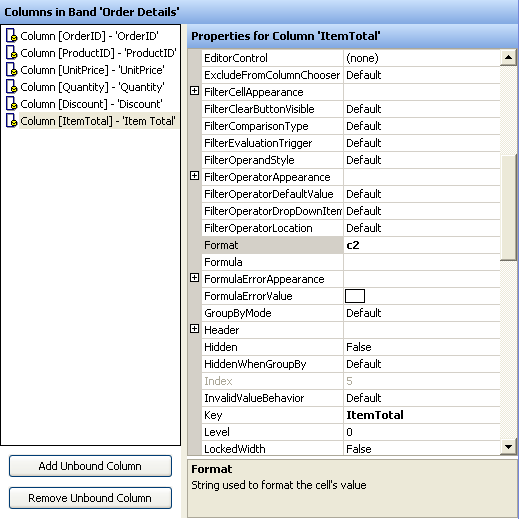 Columns in Band 'Order Details'
Column [OrderID] - 'OrderID'
Column [ProductID] - 'ProductID'
Column [UnitPrice] - 'UnitPrice'
Column [Quantity] - 'Quantity'
Column [Discount] - 'Discount'
Column [ItemTotal] - 'Item Total'
Add Unbound Column
Remove Unbound Column
Properties for Column 'ItemTotal'
EditorControl (none)
ExcludeFromColumnChooser Default
FilterCellAppearance
FilterClearButtonVisible Default
FilterComparisonType Default
FilterEvaluationTrigger Default
FilterOperandStyle Default
FilterOperatorAppearance
FilterOperatorDefaultValue Default
FilterOperatorDropDownItem Default
FilterOperatorLocation Default
Format c2
Formula
FormulaErrorAppearance
FormulaErrorValue
GroupByMode Default
Header
Hidden False
HiddenWhenGroupBy Default
Index 5
InvalidValueBehavior Default
Key ItemTotal
Level 0
LockedWidth False
Format
String used to format the cell's value